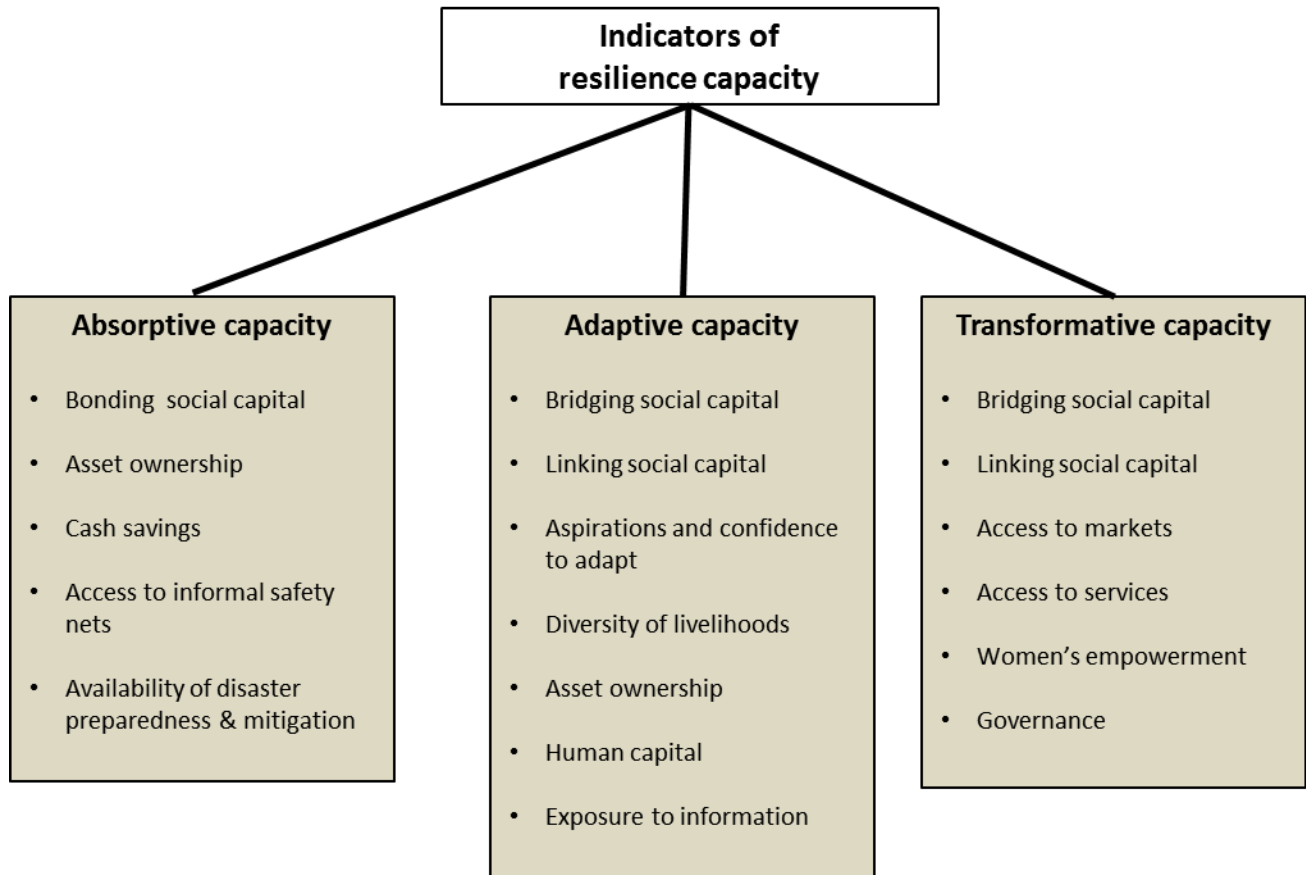 Indicators of
resilience capacity
Absorptive capacity
• Bonding social capital
• Asset ownership
• Cash savings
• Access to informal safety
nets
• Availability of disaster
preparedness & mitigation
Adaptive capacity
• Bridging social capital
• Linking social capital
• Aspirations and confidence
to adapt
• Diversity of livelihoods
• Asset ownership
• Human capital
• Exposure to information
Transformative capacity
• Bridging social capital
• Linking social capital
• Access to markets
• Access to services
• Women’s empowerment
• Governance